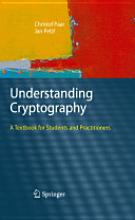 Christof Paar
Jan Pelzl
Understanding
Cryptography
A Textbook for Students and Practitioners
Springer